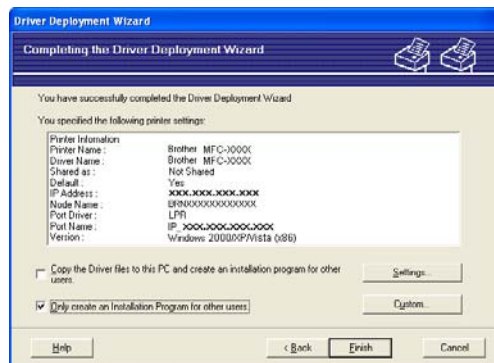 Driver Deployment Wizard
Completing the Driver Deployment Wizard
You have successfully completed the Driver Deployment Wizard
You specified the following printer settings:
Printer Infomation
Printer Name : Brother MFC-XXXX
Driver Name : Brother MFC-XXXX
Shared as : Not Shared
Default : Yes
IP Address : XXX.XXX.XXX.XXX
Node Name : BRNXXXXXXXXXXXX
Port Driver : LPR
Port Name : IP_XXX.XXX.XXX.XXX
Version : Windows 2000/XP/Vista (x86)
Copy the Driver files to this PC and create an installation program for other
users.
Settings...
Only create an Installation Program for other users.
Custom...
Help
< Back
Finish
Cancel